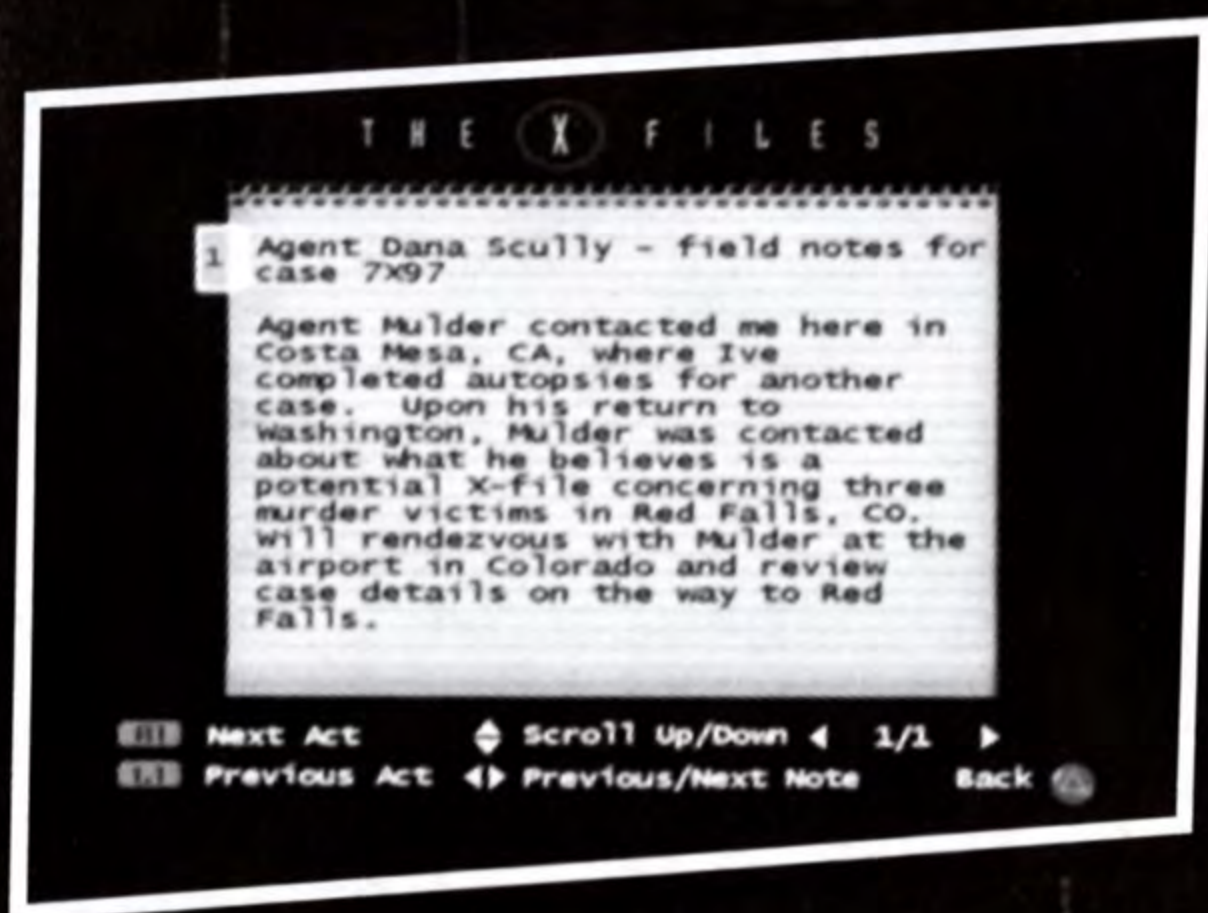 THE X FILES
1
Agent Dana Scully - field notes for
case 7X97
Agent Mulder contacted me here in
Costa Mesa, CA, where Ive
completed autopsies for another
case. Upon his return to
Washington, Mulder was contacted
about what he believes is a
potential X-file concerning three
murder victims in Red Falls, CO.
Will rendezvous with Mulder at the
airport in Colorado and review
case details on the way to Red
Falls.
R1 Next Act Scroll Up/Down 1/1
L1 Previous Act Previous/Next Note Back